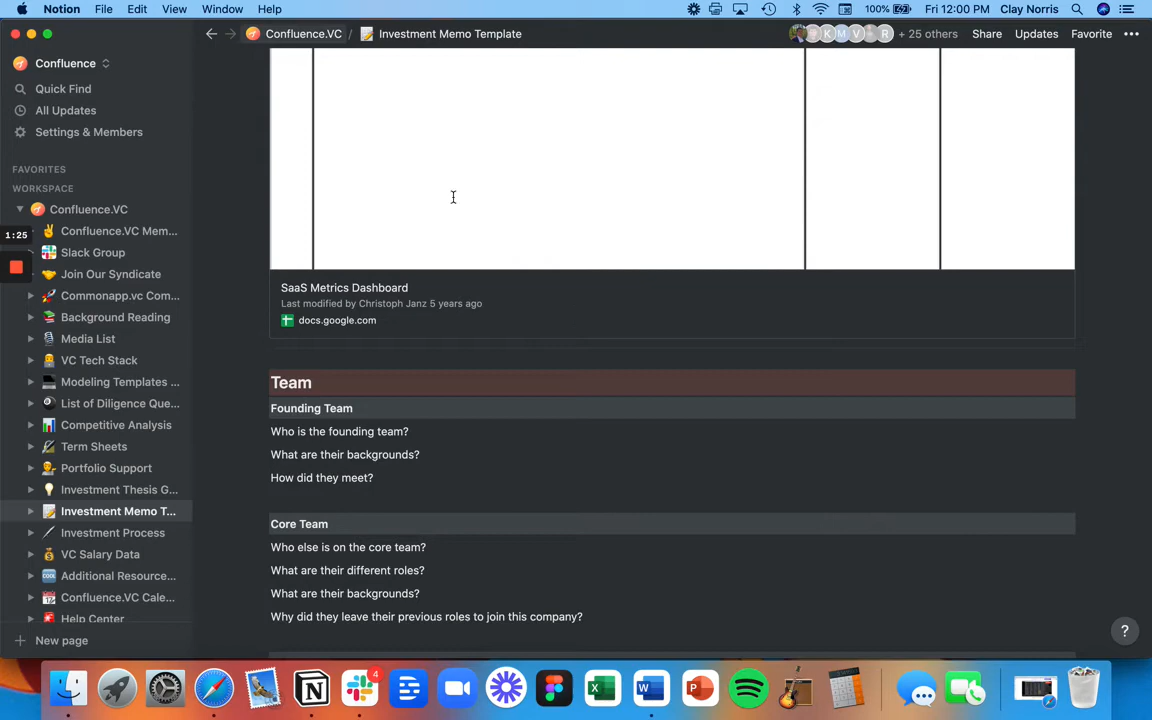 Notion File Edit View Window Help 100% Fri 12:00 PM Clay Norris
Confluence.VC / Investment Memo Template K M V R + 25 others Share Updates Favorite
Confluence
Quick Find
All Updates
Settings & Members
FAVORITES
WORKSPACE
Confluence.VC
Confluence.VC Mem...
1:25
Slack Group
Join Our Syndicate
Commonapp.vc Com...
Background Reading
Media List
VC Tech Stack
Modeling Templates ...
List of Diligence Que...
Competitive Analysis
Term Sheets
Portfolio Support
Investment Thesis G...
Investment Memo T...
Investment Process
VC Salary Data
COOL Additional Resource...
Confluence.VC Cale...
Help Center
New page
SaaS Metrics Dashboard
Last modified by Christoph Janz 5 years ago
docs.google.com
Team
Founding Team
Who is the founding team?
What are their backgrounds?
How did they meet?
Core Team
Who else is on the core team?
What are their different roles?
What are their backgrounds?
Why did they leave their previous roles to join this company?
?
4